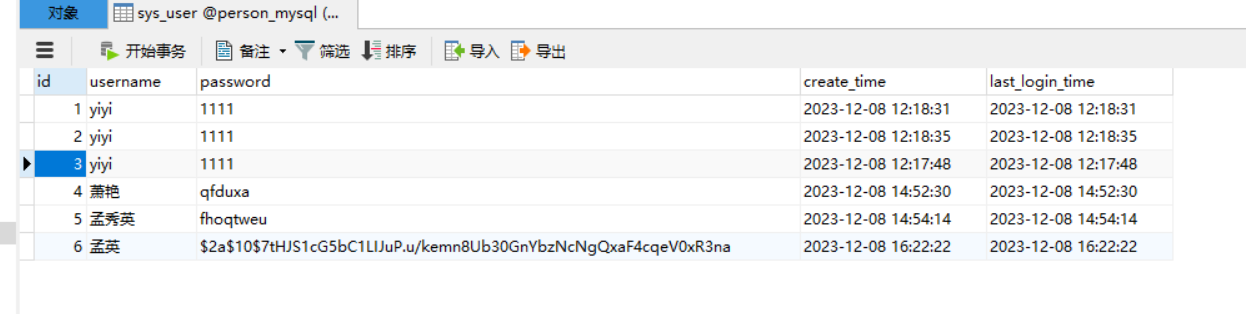 对象 sys_user @person_mysql (...
开始事务 备注 筛选 排序 导入 导出
id username password create_time last_login_time
1 yiyi 1111 2023-12-08 12:18:31 2023-12-08 12:18:31
2 yiyi 1111 2023-12-08 12:18:35 2023-12-08 12:18:35
3 yiyi 1111 2023-12-08 12:17:48 2023-12-08 12:17:48
4 萧艳 qfduxa 2023-12-08 14:52:30 2023-12-08 14:52:30
5 孟秀英 fhoqtweu 2023-12-08 14:54:14 2023-12-08 14:54:14
6 孟英 $2a$10$7tHJS1cG5bC1LIJuP.u/kemn8Ub30GnYbzNcNgQxaF4cqeV0xR3na 2023-12-08 16:22:22 2023-12-08 16:22:22